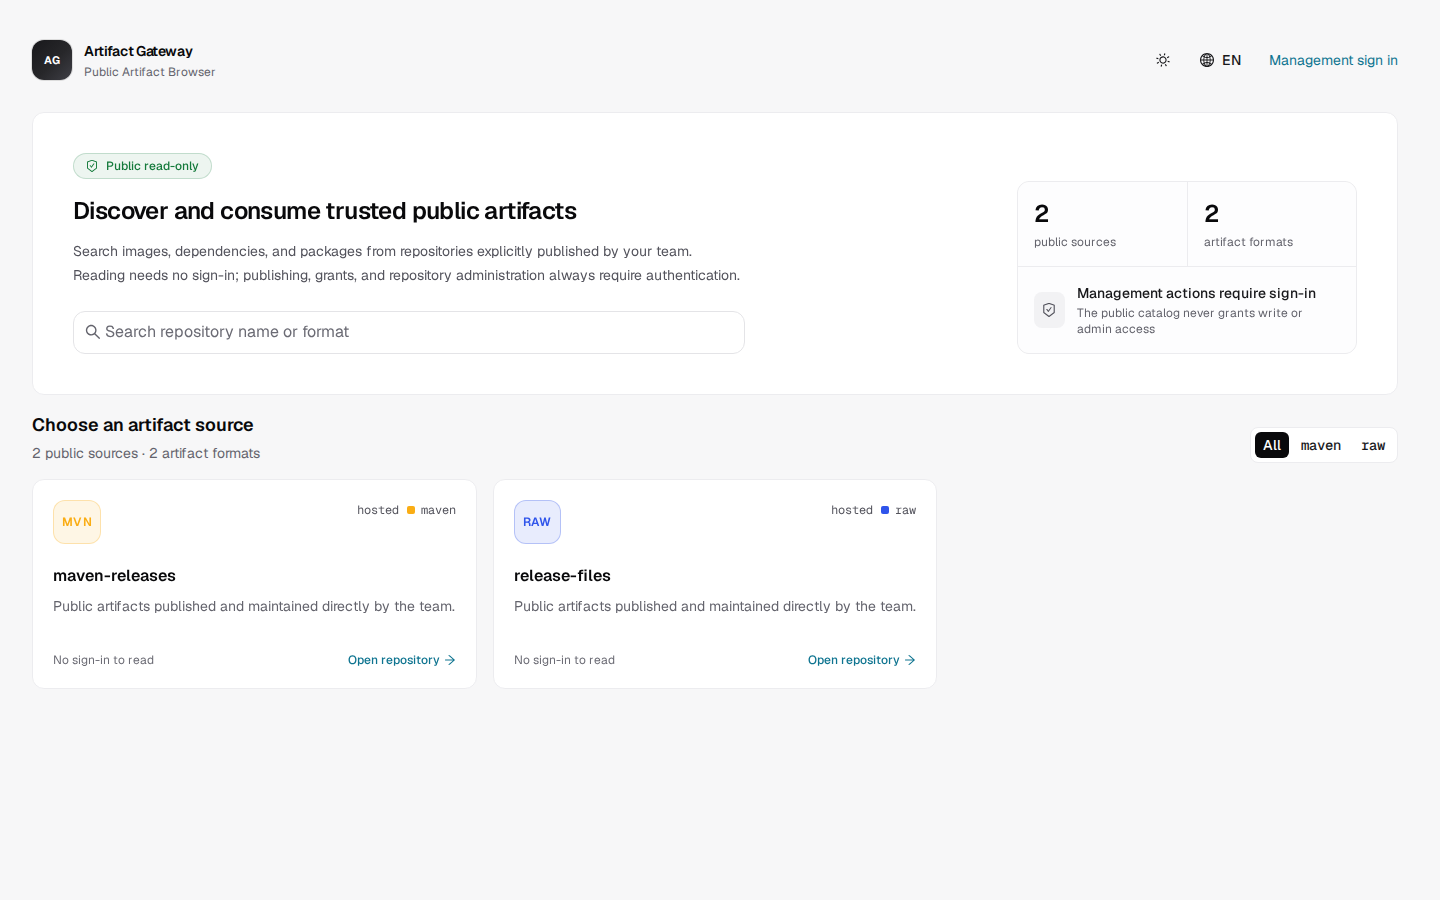 AG
Artifact Gateway
Public Artifact Browser
EN
Management sign in
Public read-only
Discover and consume trusted public artifacts
Search images, dependencies, and packages from repositories explicitly published by your team.
Reading needs no sign-in; publishing, grants, and repository administration always require authentication.
Search repository name or format
2
public sources
2
artifact formats
Management actions require sign-in
The public catalog never grants write or
admin access
Choose an artifact source
2 public sources · 2 artifact formats
All
maven
raw
MVN
hosted
maven
maven-releases
Public artifacts published and maintained directly by the team.
No sign-in to read
Open repository
RAW
hosted
raw
release-files
Public artifacts published and maintained directly by the team.
No sign-in to read
Open repository